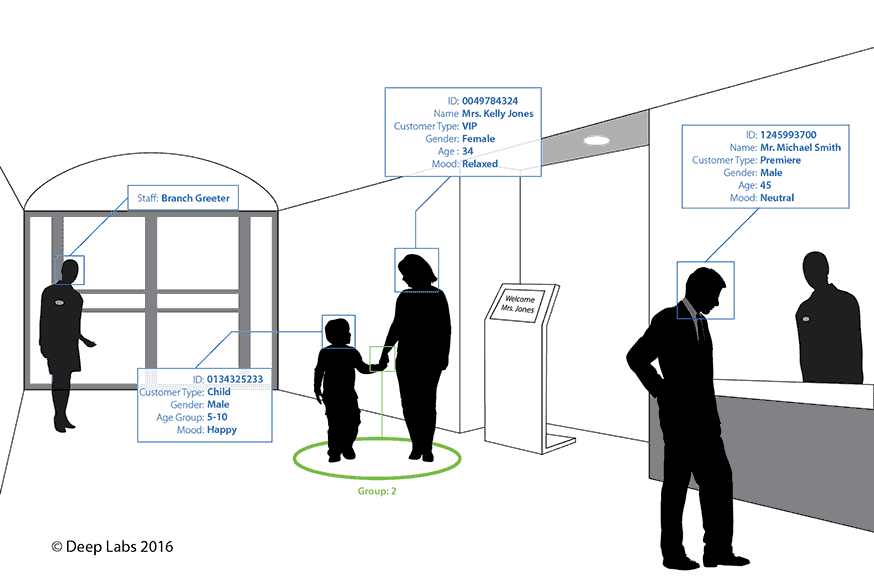 ID: 0049784324
Name Mrs. Kelly Jones
Customer Type: VIP
Gender: Female
Age : 34
Mood: Relaxed
ID: 1245993700
Name: Mr. Michael Smith
Customer Type: Premiere
Gender: Male
Age: 45
Mood: Neutral
Staff: Branch Greeter
Welcome
Mrs. Jones
ID: 0134325233
Customer Type: Child
Gender: Male
Age Group: 5-10
Mood: Happy
Group: 2
© Deep Labs 2016